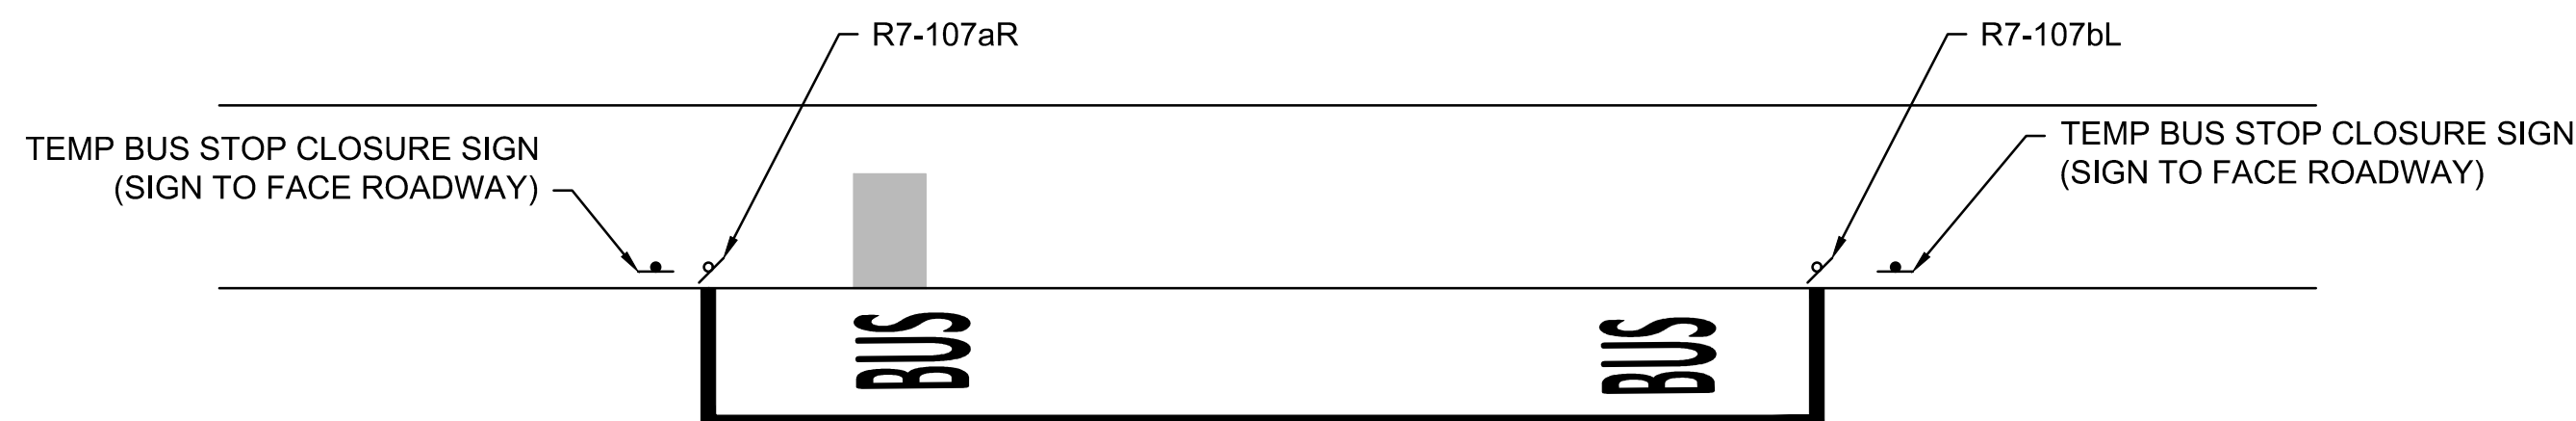 R7-107aR
R7-107bL
TEMP BUS STOP CLOSURE SIGN
(SIGN TO FACE ROADWAY)
TEMP BUS STOP CLOSURE SIGN
(SIGN TO FACE ROADWAY)
BUS
BUS